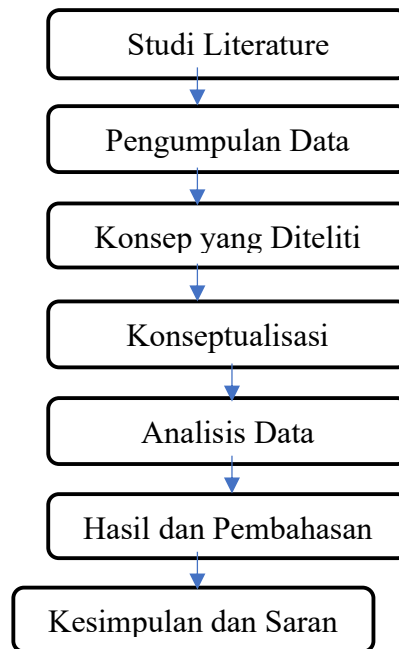 Studi Literature
Pengumpulan Data
Konsep yang Diteliti
Konseptualisasi
Analisis Data
Hasil dan Pembahasan
Kesimpulan dan Saran